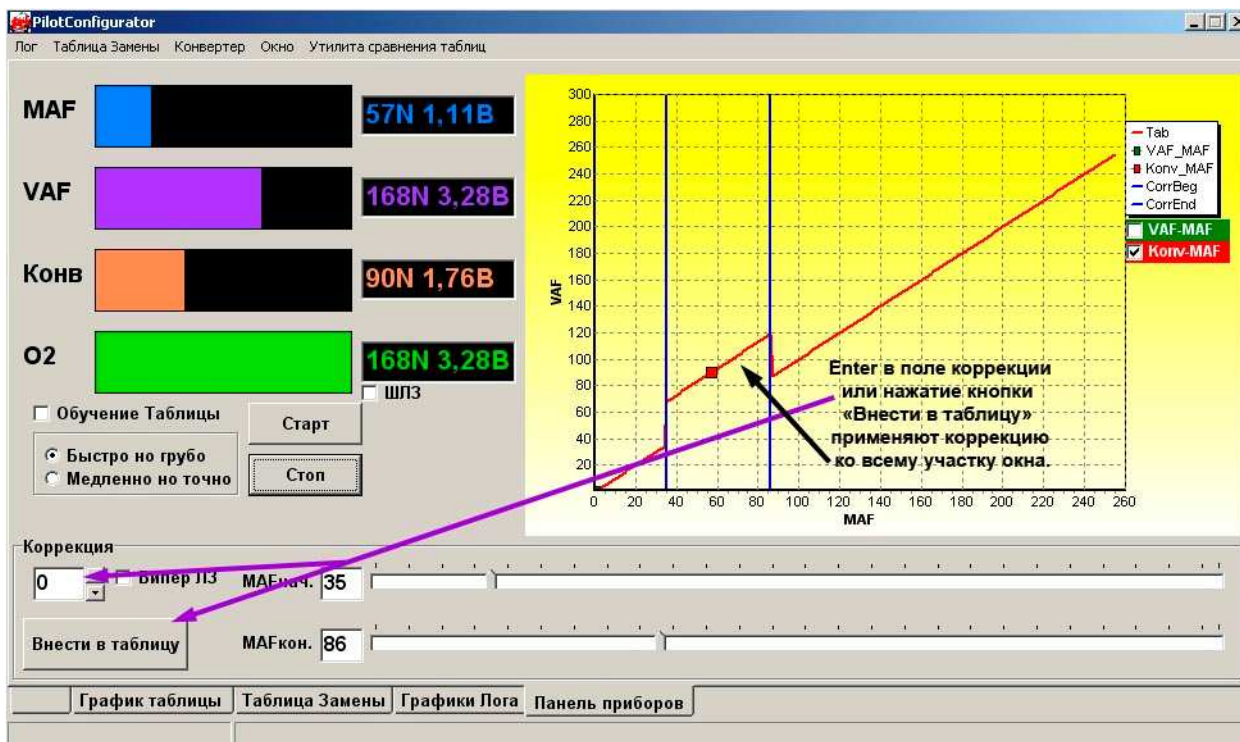 PilotConfigurator
Лог Таблица Замены Конвертер Окно Утилита сравнения таблиц
MAF
57N 1,11В
VAF
168N 3,28В
Конв
90N 1,76В
O2
168N 3,28В
ШЛЗ
Обучение Таблицы
Быстро но грубо
Медленно но точно
Старт
Стоп
300
280
260
240
220
200
180
160
140
120
100
80
60
40
20
VAF
0 20 40 60 80 100 120 140 160 180 200 220 240 260
MAF
Tab
VAF_MAF
Konv_MAF
CorrBeg
CorrEnd
VAF-MAF
Konv-MAF
Enter в поле коррекции
или нажатие кнопки
«Внести в таблицу»
применяют коррекцию
ко всему участку окна.
Коррекция
0
Бипер ЛЗ
MAFнач. 35
Внести в таблицу
MAFкон. 86
График таблицы Таблица Замены Графики Лога Панель приборов